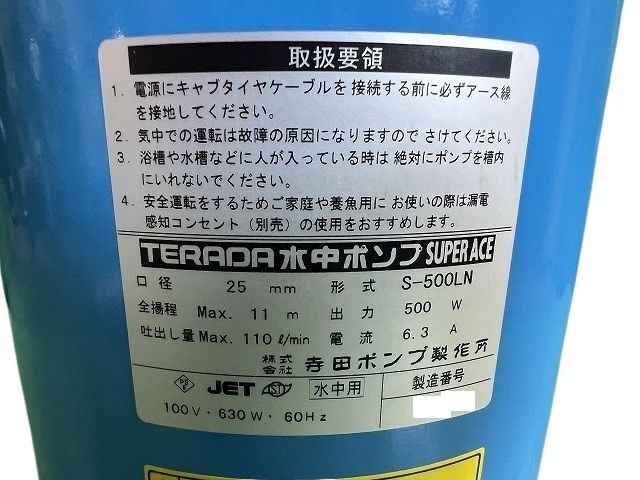 取扱要領
1. 電源にキャブタイヤケーブルを 接続する前に必ずアース線
を接地してください。
2. 気中での運転は故障の原因になりますので さけてください。
3. 浴槽や水槽などに人が入っている時は 絶対にポンプを槽内
にいれないでください。
4. 安全運転をするためご家庭や養魚用に お使いの際は漏電
感知コンセント（別売）の使用をおすすめします。
TERADA水中ポンプSUPER ACE
口径 25 mm 形式 S-500LN
全揚程 Max. 11 m 出力 500 W
吐出し量 Max. 110 ℓ/min 電流 6.3 A
株式会社 寺田ポンプ製作所
PSE JET 水中用 製造番号
100V・630W・60Hz